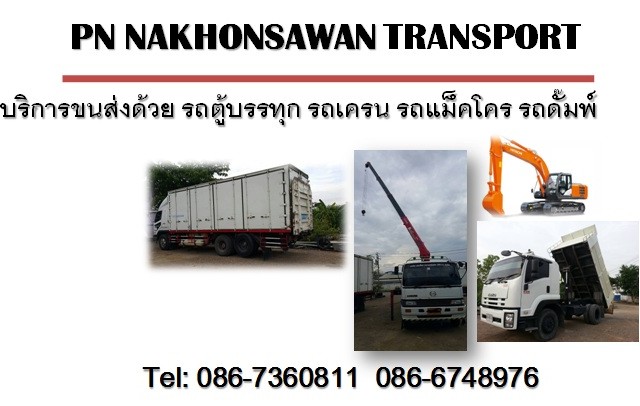 PN NAKHONSAWAN TRANSPORT
บริการขนส่งด้วย รถตู้บรรทุก รถเครน รถแม็คโคร รถดั๊มพ์
Tel: 086-7360811 086-6748976